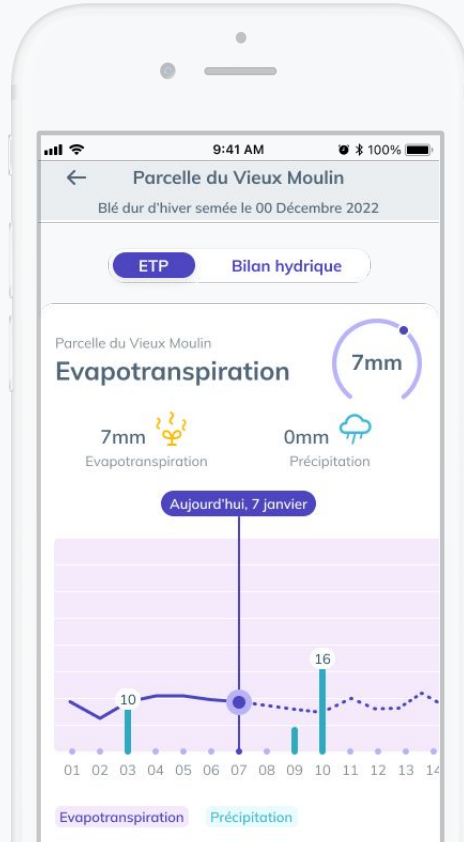 9:41 AM 100%
Parcelle du Vieux Moulin
Blé dur d'hiver semée le 00 Décembre 2022
ETP Bilan hydrique
Parcelle du Vieux Moulin
Evapotranspiration
7mm
7mm 0mm
Evapotranspiration Précipitation
Aujourd'hui, 7 janvier
16
10
01 02 03 04 05 06 07 08 09 10 11 12 13 14
Evapotranspiration Précipitation